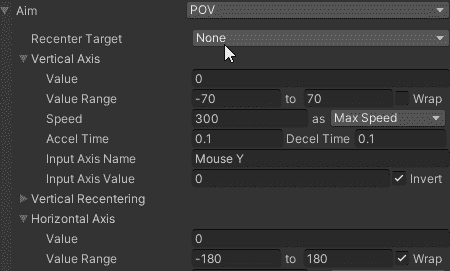 Aim POV
Recenter Target None
Vertical Axis
Value 0
Value Range -70 to 70 Wrap
Speed 300 as Max Speed
Accel Time 0.1 Decel Time 0.1
Input Axis Name Mouse Y
Input Axis Value 0 Invert
Vertical Recentering
Horizontal Axis
Value 0
Value Range -180 to 180 Wrap